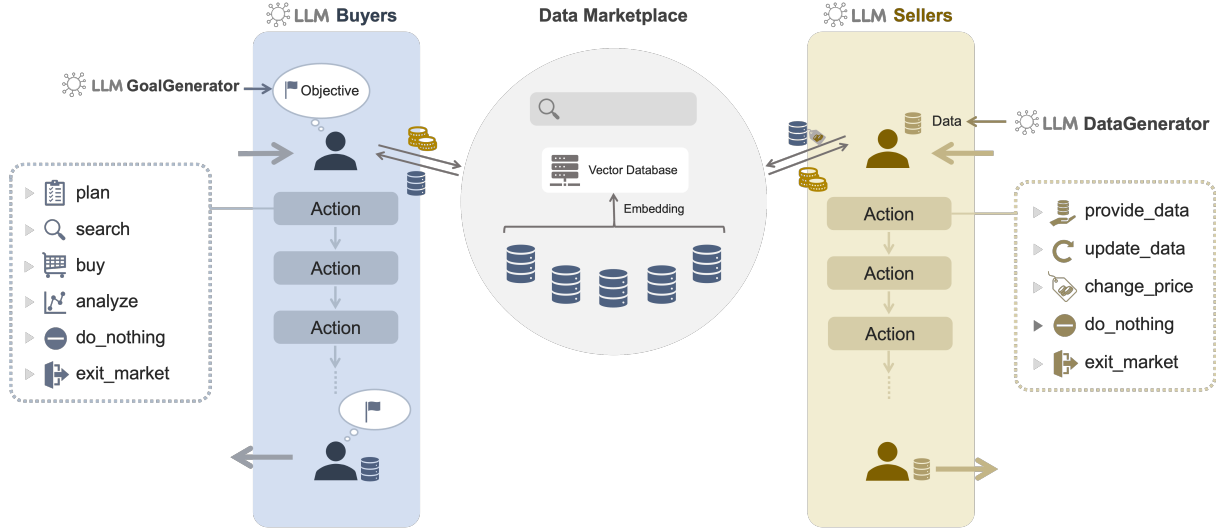 LLM Buyers
Data Marketplace
LLM Sellers
LLM GoalGenerator
Objective
Data
LLM DataGenerator
plan
search
buy
analyze
do_nothing
exit_market
Action
Action
Action
Vector Database
Embedding
Action
Action
Action
provide_data
update_data
change_price
do_nothing
exit_market